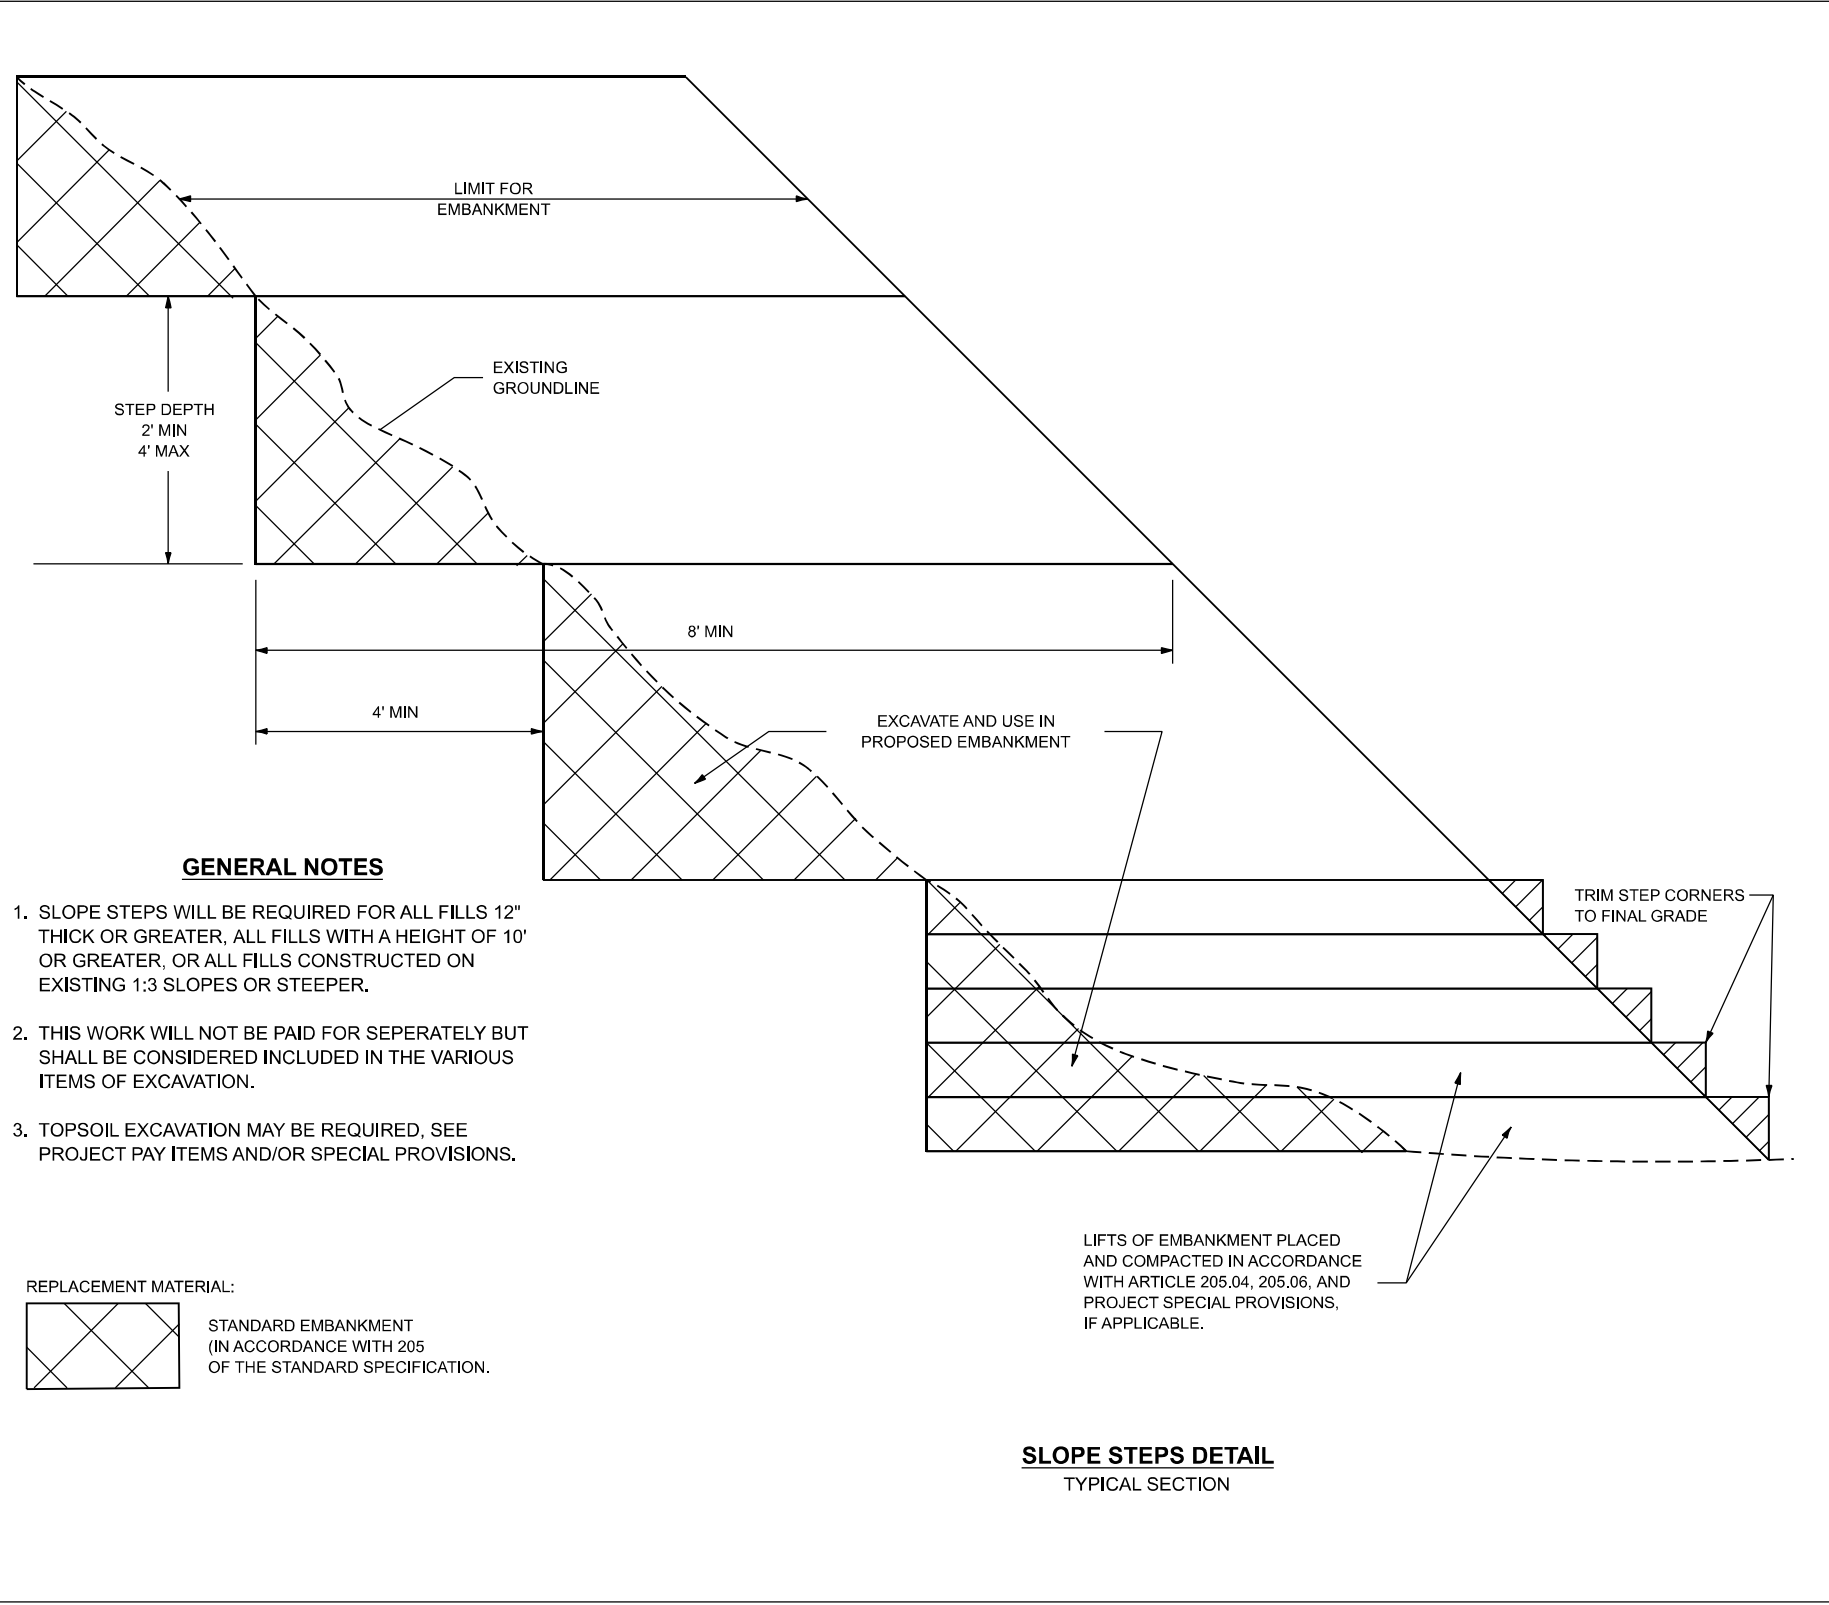 LIMIT FOR
EMBANKMENT
EXISTING
GROUNDLINE
STEP DEPTH
2' MIN
4' MAX
8' MIN
4' MIN
EXCAVATE AND USE IN
PROPOSED EMBANKMENT
GENERAL NOTES
1. SLOPE STEPS WILL BE REQUIRED FOR ALL FILLS 12"
THICK OR GREATER, ALL FILLS WITH A HEIGHT OF 10'
OR GREATER, OR ALL FILLS CONSTRUCTED ON
EXISTING 1:3 SLOPES OR STEEPER.
2. THIS WORK WILL NOT BE PAID FOR SEPERATELY BUT
SHALL BE CONSIDERED INCLUDED IN THE VARIOUS
ITEMS OF EXCAVATION.
3. TOPSOIL EXCAVATION MAY BE REQUIRED, SEE
PROJECT PAY ITEMS AND/OR SPECIAL PROVISIONS.
TRIM STEP CORNERS
TO FINAL GRADE
LIFTS OF EMBANKMENT PLACED
AND COMPACTED IN ACCORDANCE
WITH ARTICLE 205.04, 205.06, AND
PROJECT SPECIAL PROVISIONS,
IF APPLICABLE.
REPLACEMENT MATERIAL:
STANDARD EMBANKMENT
(IN ACCORDANCE WITH 205
OF THE STANDARD SPECIFICATION.
SLOPE STEPS DETAIL
TYPICAL SECTION